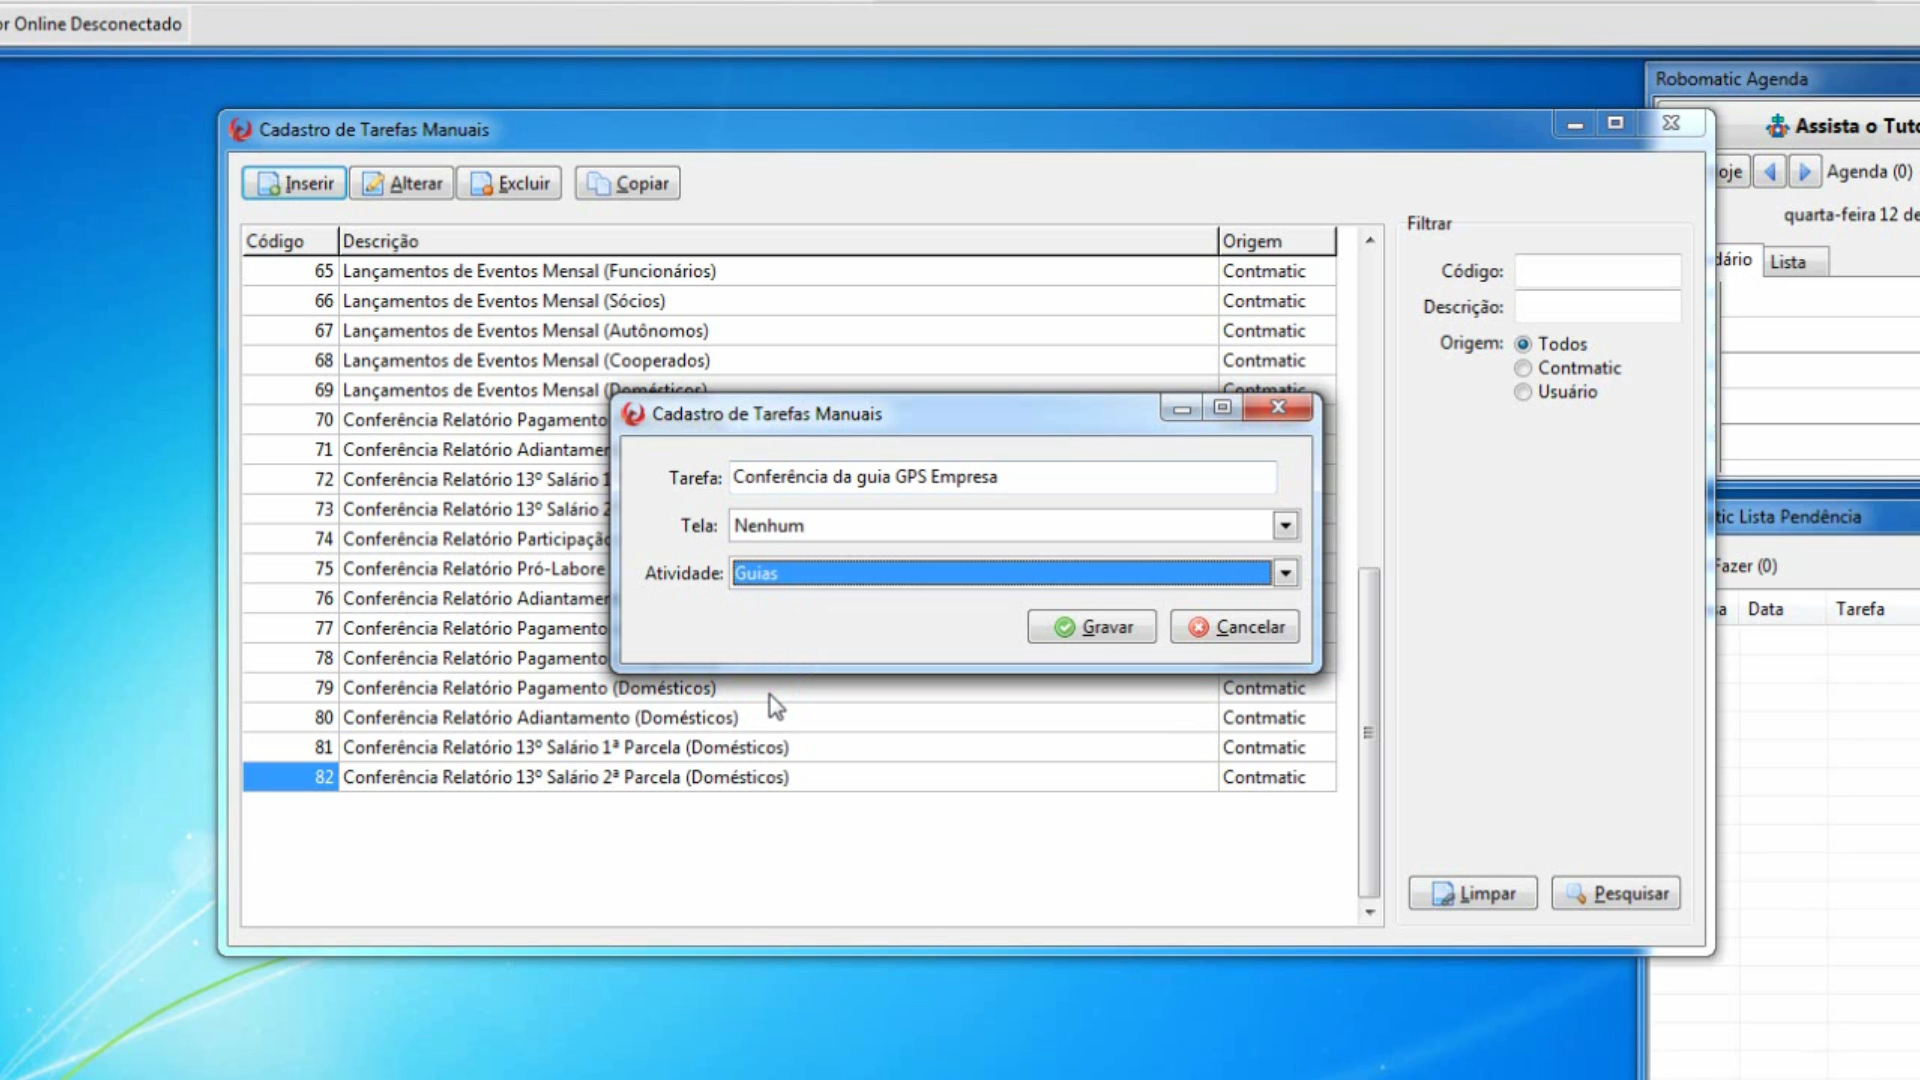 or Online Desconectado
Robomatic Agenda
Cadastro de Tarefas Manuais
Assista o Tuto
Inserir Alterar Excluir Copiar
oje Agenda (0)
quarta-feira 12 de
Filtrar
Código Descrição Origem
dário Lista
65 Lançamentos de Eventos Mensal (Funcionários) Contmatic
Código:
66 Lançamentos de Eventos Mensal (Sócios) Contmatic
Descrição:
67 Lançamentos de Eventos Mensal (Autônomos) Contmatic
Origem: Todos
68 Lançamentos de Eventos Mensal (Cooperados) Contmatic
Contmatic
69 Lançamentos de Eventos Mensal (Domésticos) Contmatic
Usuário
70 Conferência Relatório Pagamento
71 Conferência Relatório Adiantamen
72 Conferência Relatório 13º Salário 1
73 Conferência Relatório 13º Salário 2
74 Conferência Relatório Participação
75 Conferência Relatório Pró-Labore
76 Conferência Relatório Adiantamen
77 Conferência Relatório Pagamento
78 Conferência Relatório Pagamento
79 Conferência Relatório Pagamento (Domésticos) Contmatic
80 Conferência Relatório Adiantamento (Domésticos) Contmatic
81 Conferência Relatório 13º Salário 1ª Parcela (Domésticos) Contmatic
82 Conferência Relatório 13º Salário 2ª Parcela (Domésticos) Contmatic
Cadastro de Tarefas Manuais
Tarefa: Conferência da guia GPS Empresa
Tela: Nenhum
Atividade: Guias
Gravar Cancelar
tic Lista Pendência
Fazer (0)
a Data Tarefa
Limpar Pesquisar